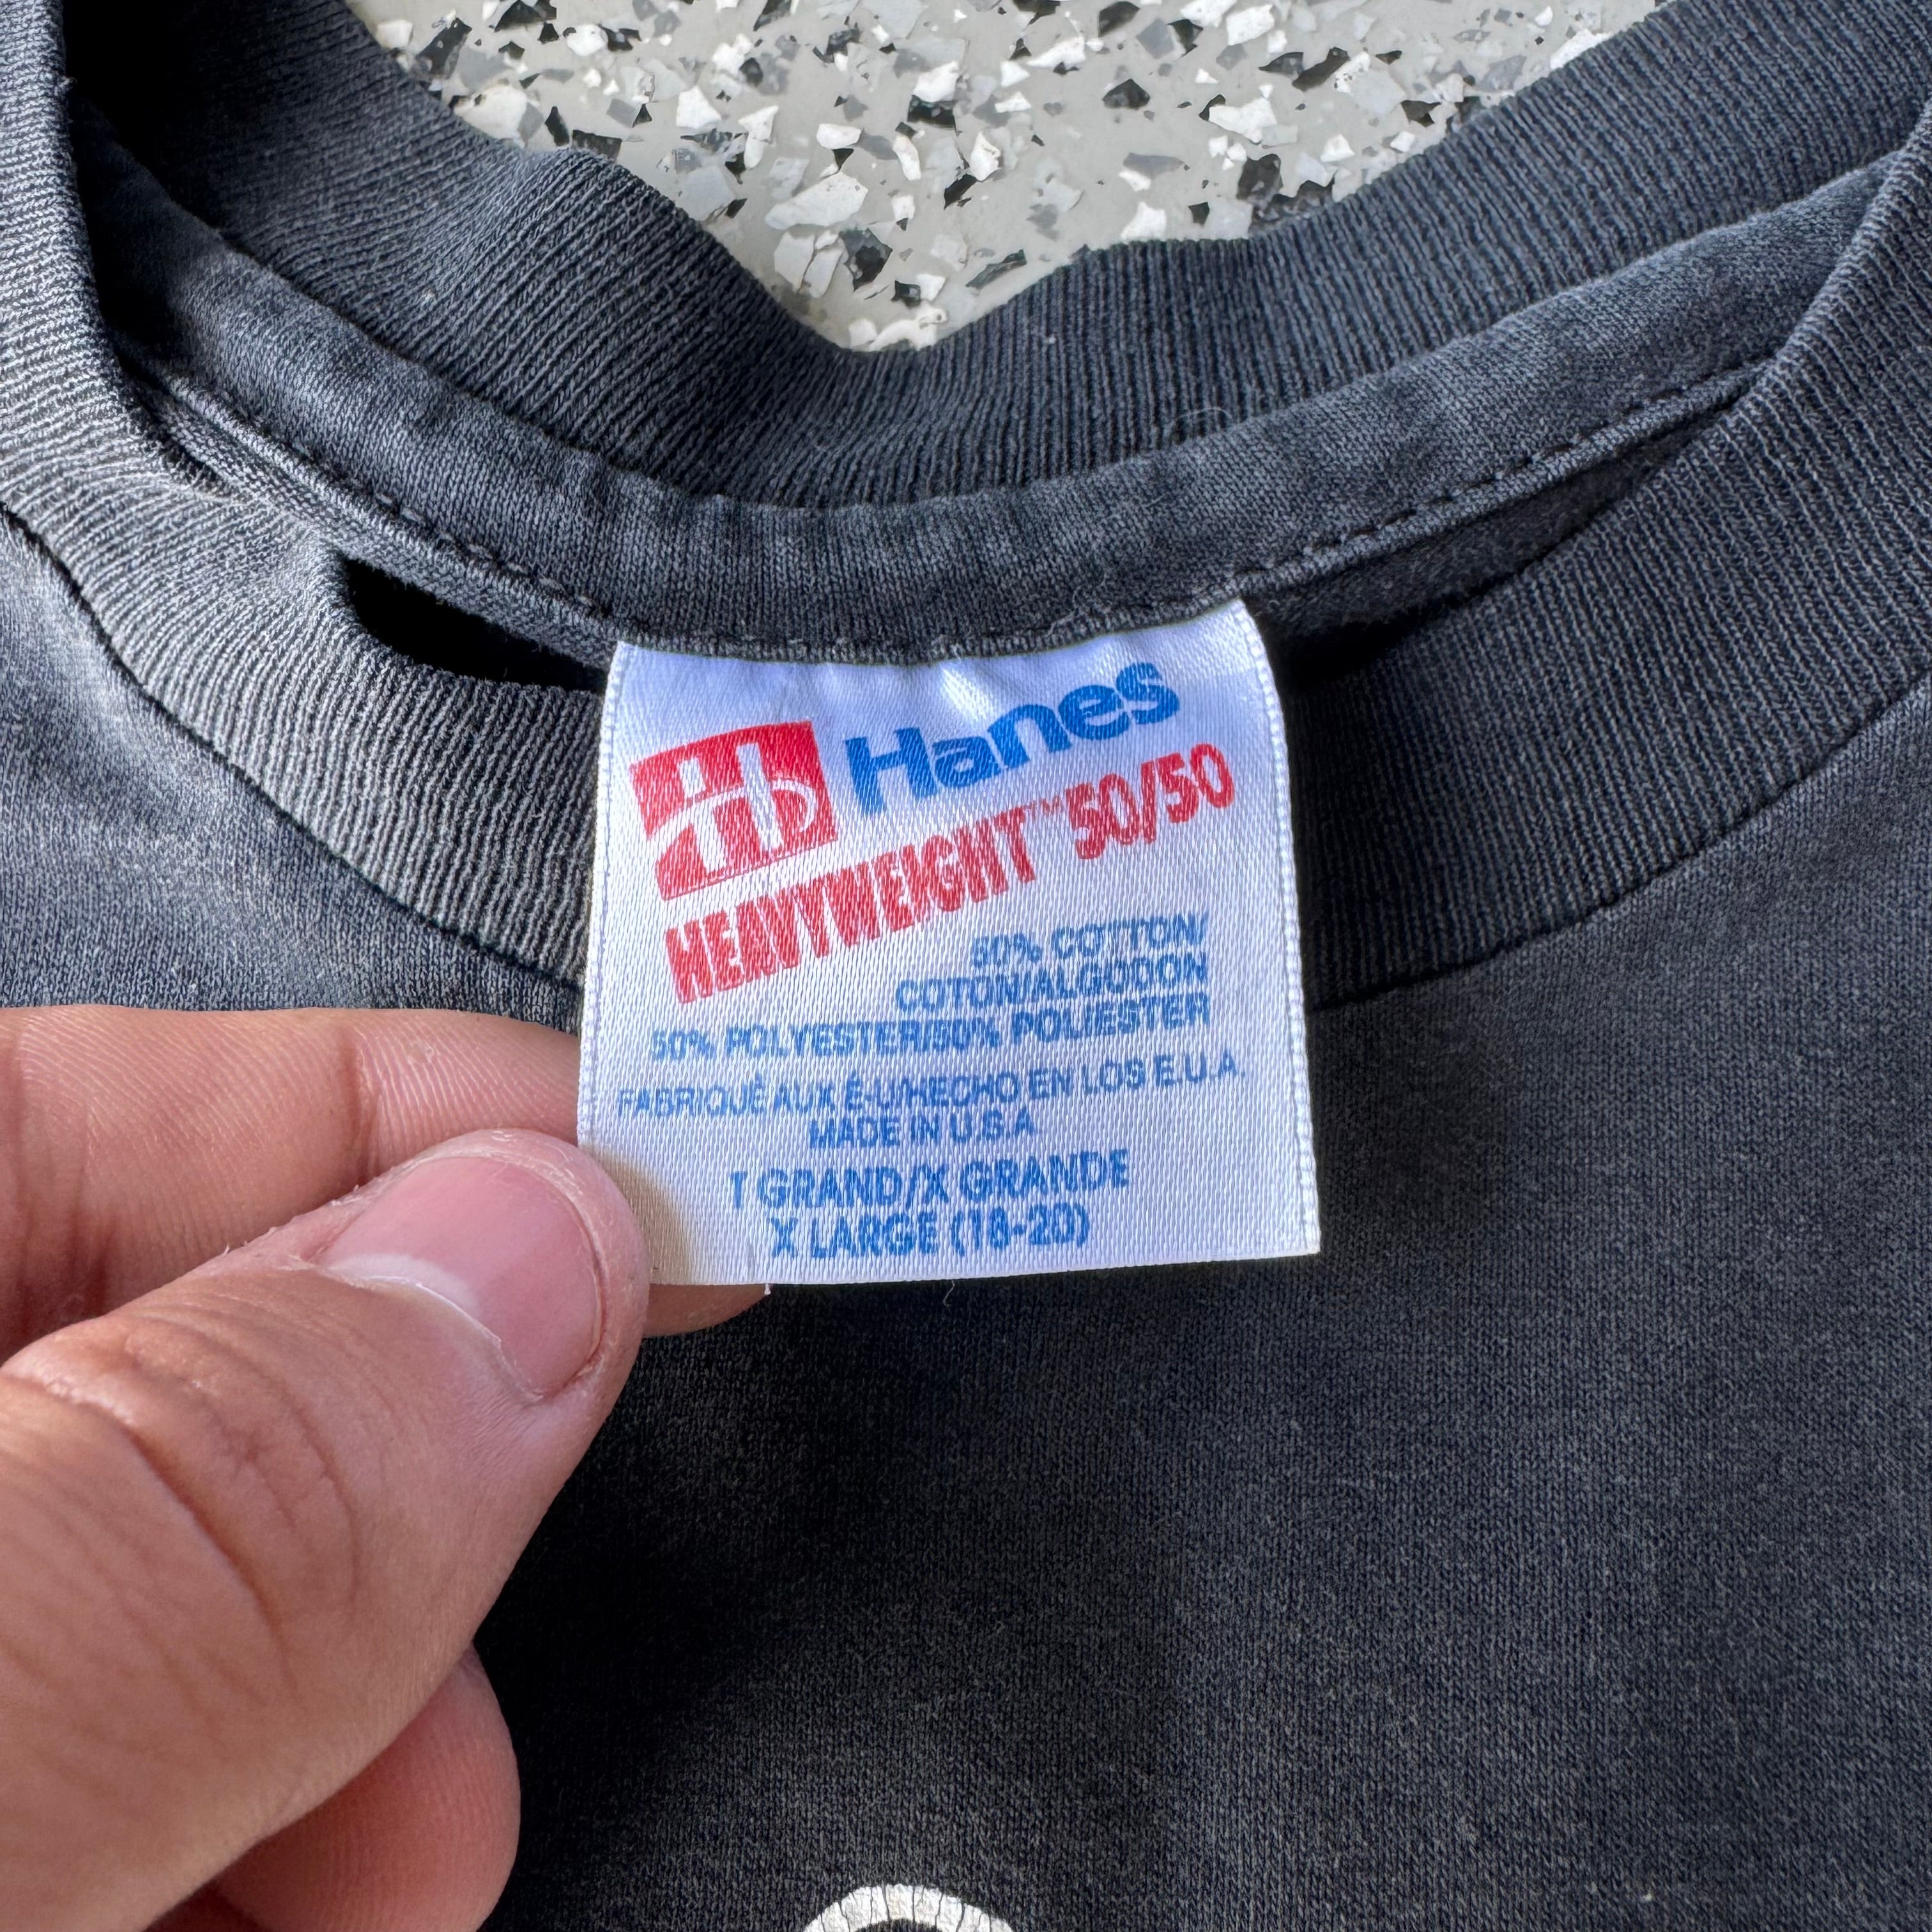 Hanes
HEAVYWEIGHT™ 50/50
50% COTTON/
COTON/ALGODON
50% POLYESTER/50% POLIESTER
FABRIQUÉ AUX É-U/HECHO EN LOS E.U.A.
MADE IN U.S.A
T GRAND/X GRANDE
X LARGE (18-20)